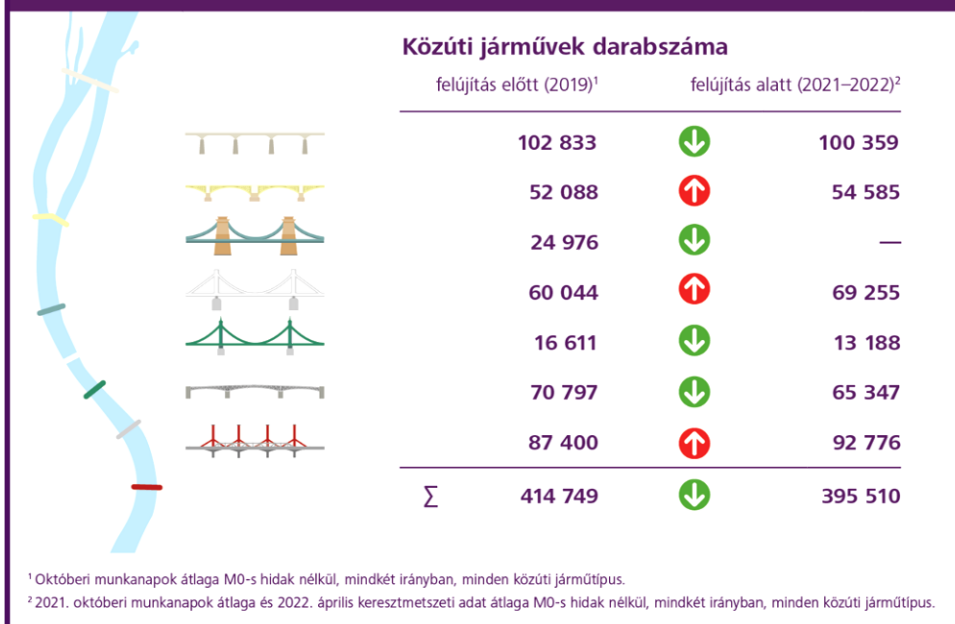 Közúti járművek darabszáma
felújítás előtt (2019)¹ felújítás alatt (2021–2022)²
102 833 100 359
52 088 54 585
24 976 —
60 044 69 255
16 611 13 188
70 797 65 347
87 400 92 776
∑ 414 749 395 510
¹ Októberi munkanapok átlaga M0-s hidak nélkül, mindkét irányban, minden közúti járműtípus.
² 2021. októberi munkanapok átlaga és 2022. április keresztmetszeti adat átlaga M0-s hidak nélkül, mindkét irányban, minden közúti járműtípus.